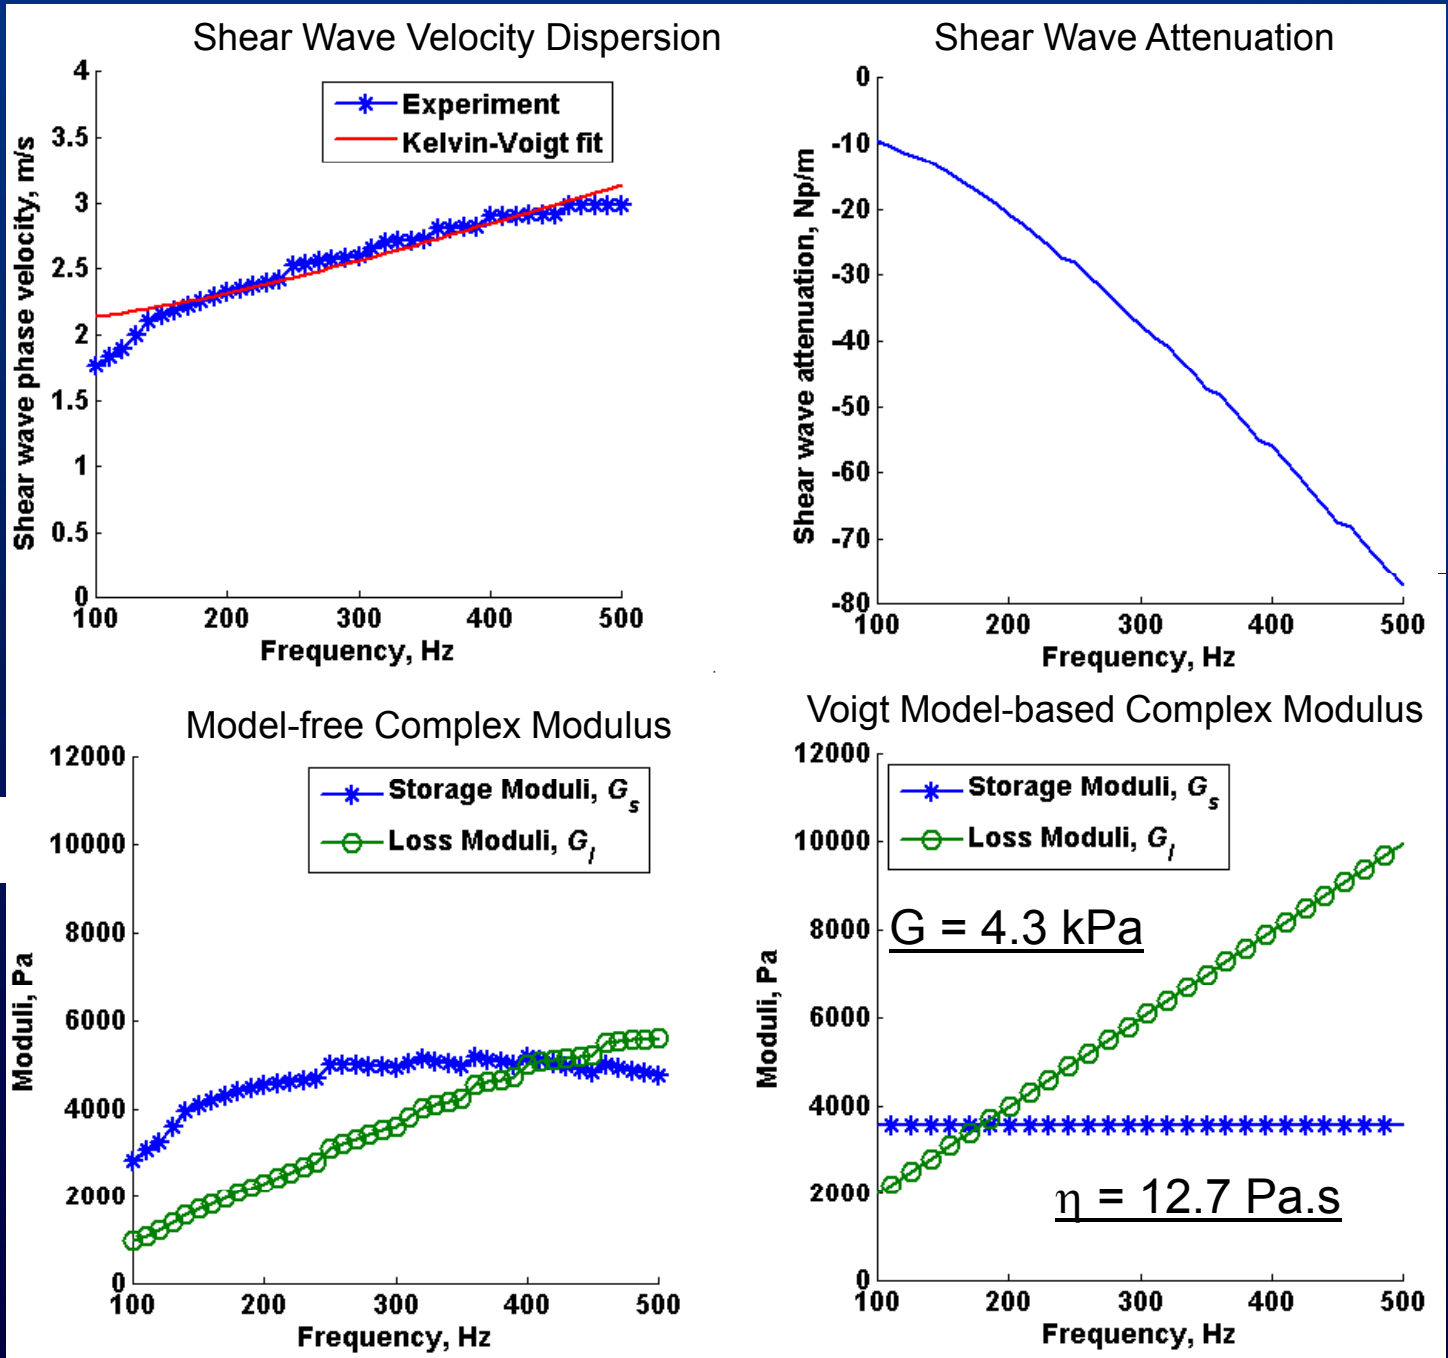 Shear Wave Velocity Dispersion
4
3.5
3
2.5
2
1.5
1
0.5
0
Shear wave phase velocity, m/s
Experiment
Kelvin-Voigt fit
100 200 300 400 500
Frequency, Hz
Shear Wave Attenuation
0
-10
-20
-30
-40
-50
-60
-70
-80
Shear wave attenuation, Np/m
100 200 300 400 500
Frequency, Hz
Model-free Complex Modulus
12000
10000
8000
6000
4000
2000
0
Moduli, Pa
Storage Moduli, G_s
Loss Moduli, G_l
100 200 300 400 500
Frequency, Hz
Voigt Model-based Complex Modulus
12000
10000
8000
6000
4000
2000
0
Moduli, Pa
Storage Moduli, G_s
Loss Moduli, G_l
G = 4.3 kPa
η = 12.7 Pa.s
100 200 300 400 500
Frequency, Hz